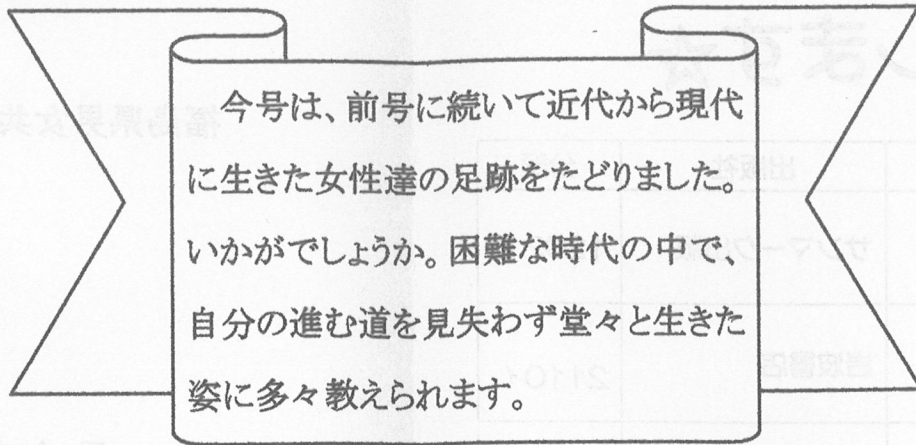 今号は、前号に続いて近代から現代
に生きた女性達の足跡をたどりました。
いかがでしょうか。困難な時代の中で、
自分の進む道を見失わず堂々と生きた
姿に多々教えられます。